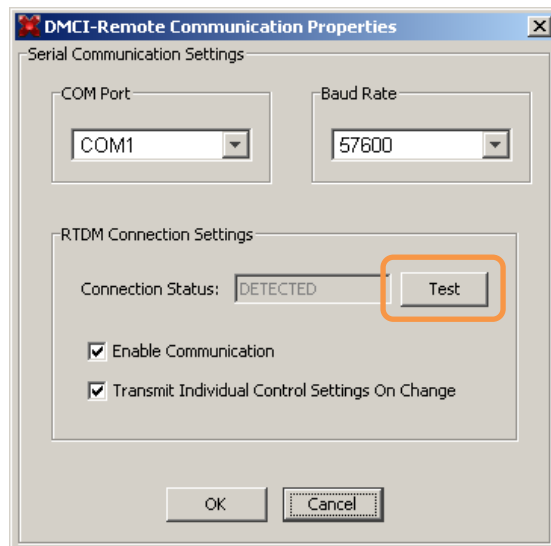 DMCI-Remote Communication Properties
Serial Communication Settings
COM Port
Baud Rate
COM1
57600
RTDM Connection Settings
Connection Status: DETECTED Test
Enable Communication
Transmit Individual Control Settings On Change
OK Cancel